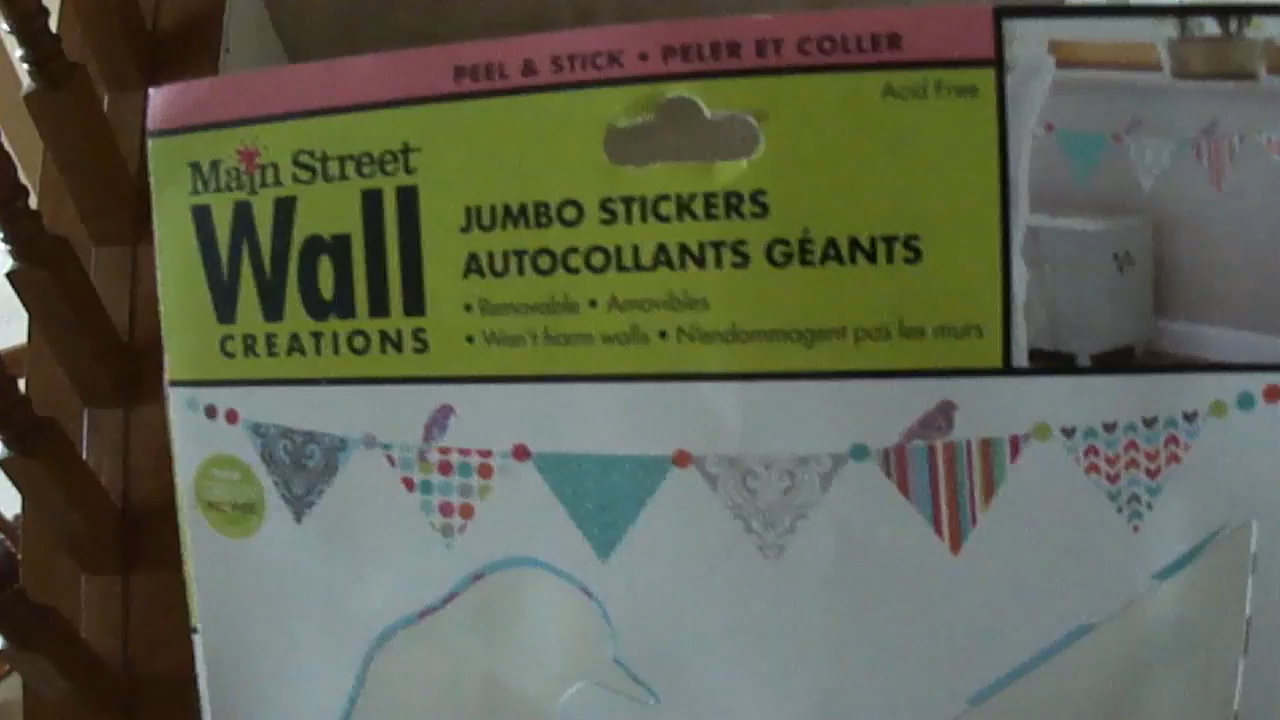 PEEL & STICK • PELER ET COLLER
Acid Free
Main Street
Wall
CREATIONS
JUMBO STICKERS
AUTOCOLLANTS GÉANTS
• Removable • Amovibles
• Won't harm walls • N'endommagent pas les murs